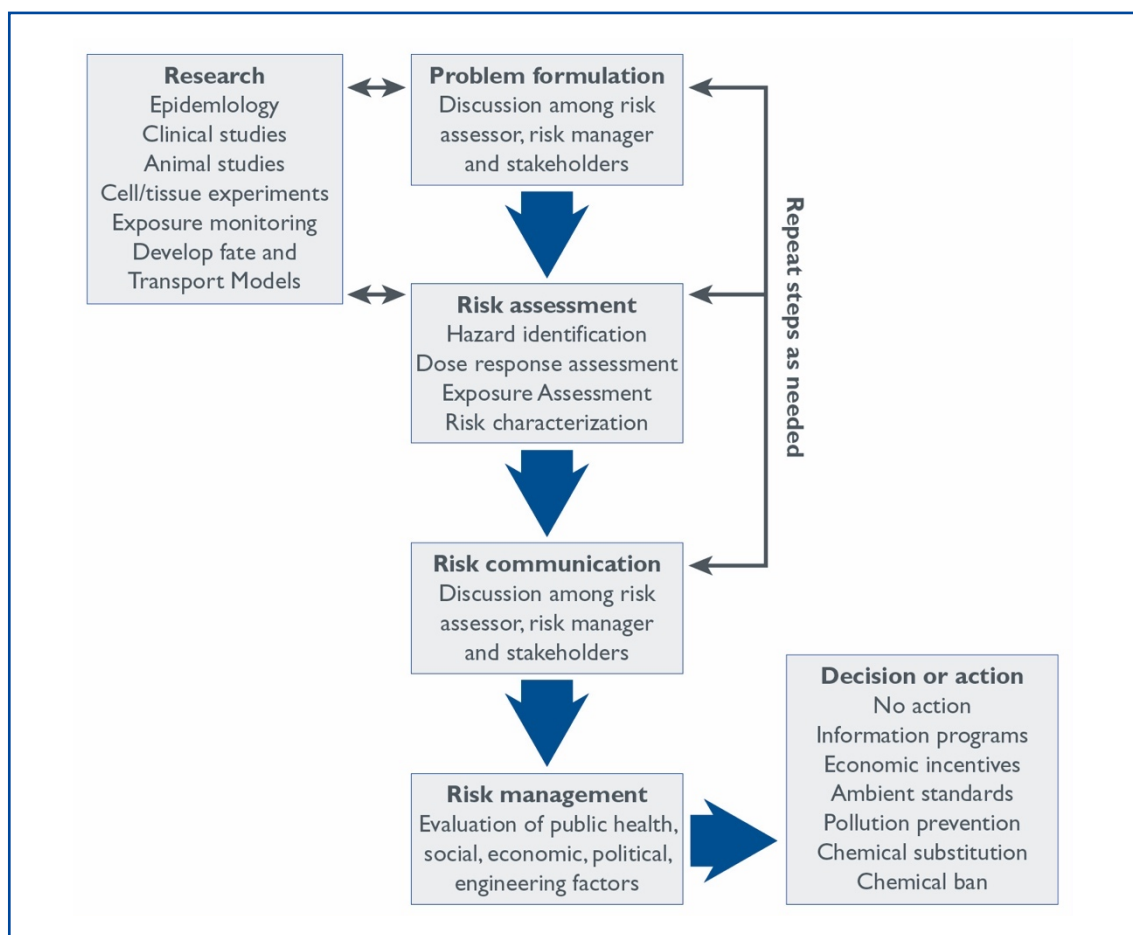 Research
Epidemlology
Clinical studies
Animal studies
Cell/tissue experiments
Exposure monitoring
Develop fate and
Transport Models
Problem formulation
Discussion among risk
assessor, risk manager
and stakeholders
Risk assessment
Hazard identification
Dose response assessment
Exposure Assessment
Risk characterization
Repeat steps as needed
Risk communication
Discussion among risk
assessor, risk manager
and stakeholders
Risk management
Evaluation of public health,
social, economic, political,
engineering factors
Decision or action
No action
Information programs
Economic incentives
Ambient standards
Pollution prevention
Chemical substitution
Chemical ban